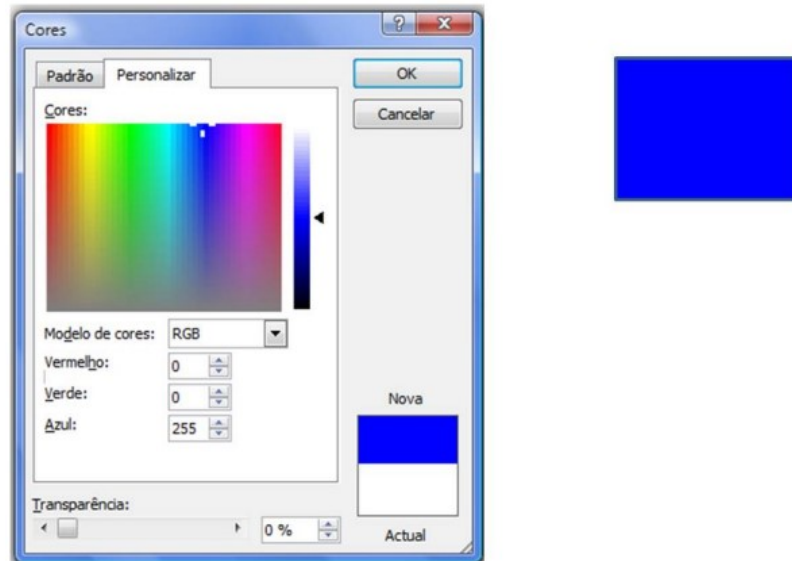 Cores
Padrão Personalizar
OK
Cancelar
Cores:
Modelo de cores: RGB
Vermelho: 0
Verde: 0
Azul: 255
Nova
Transparência:
0 %
Actual